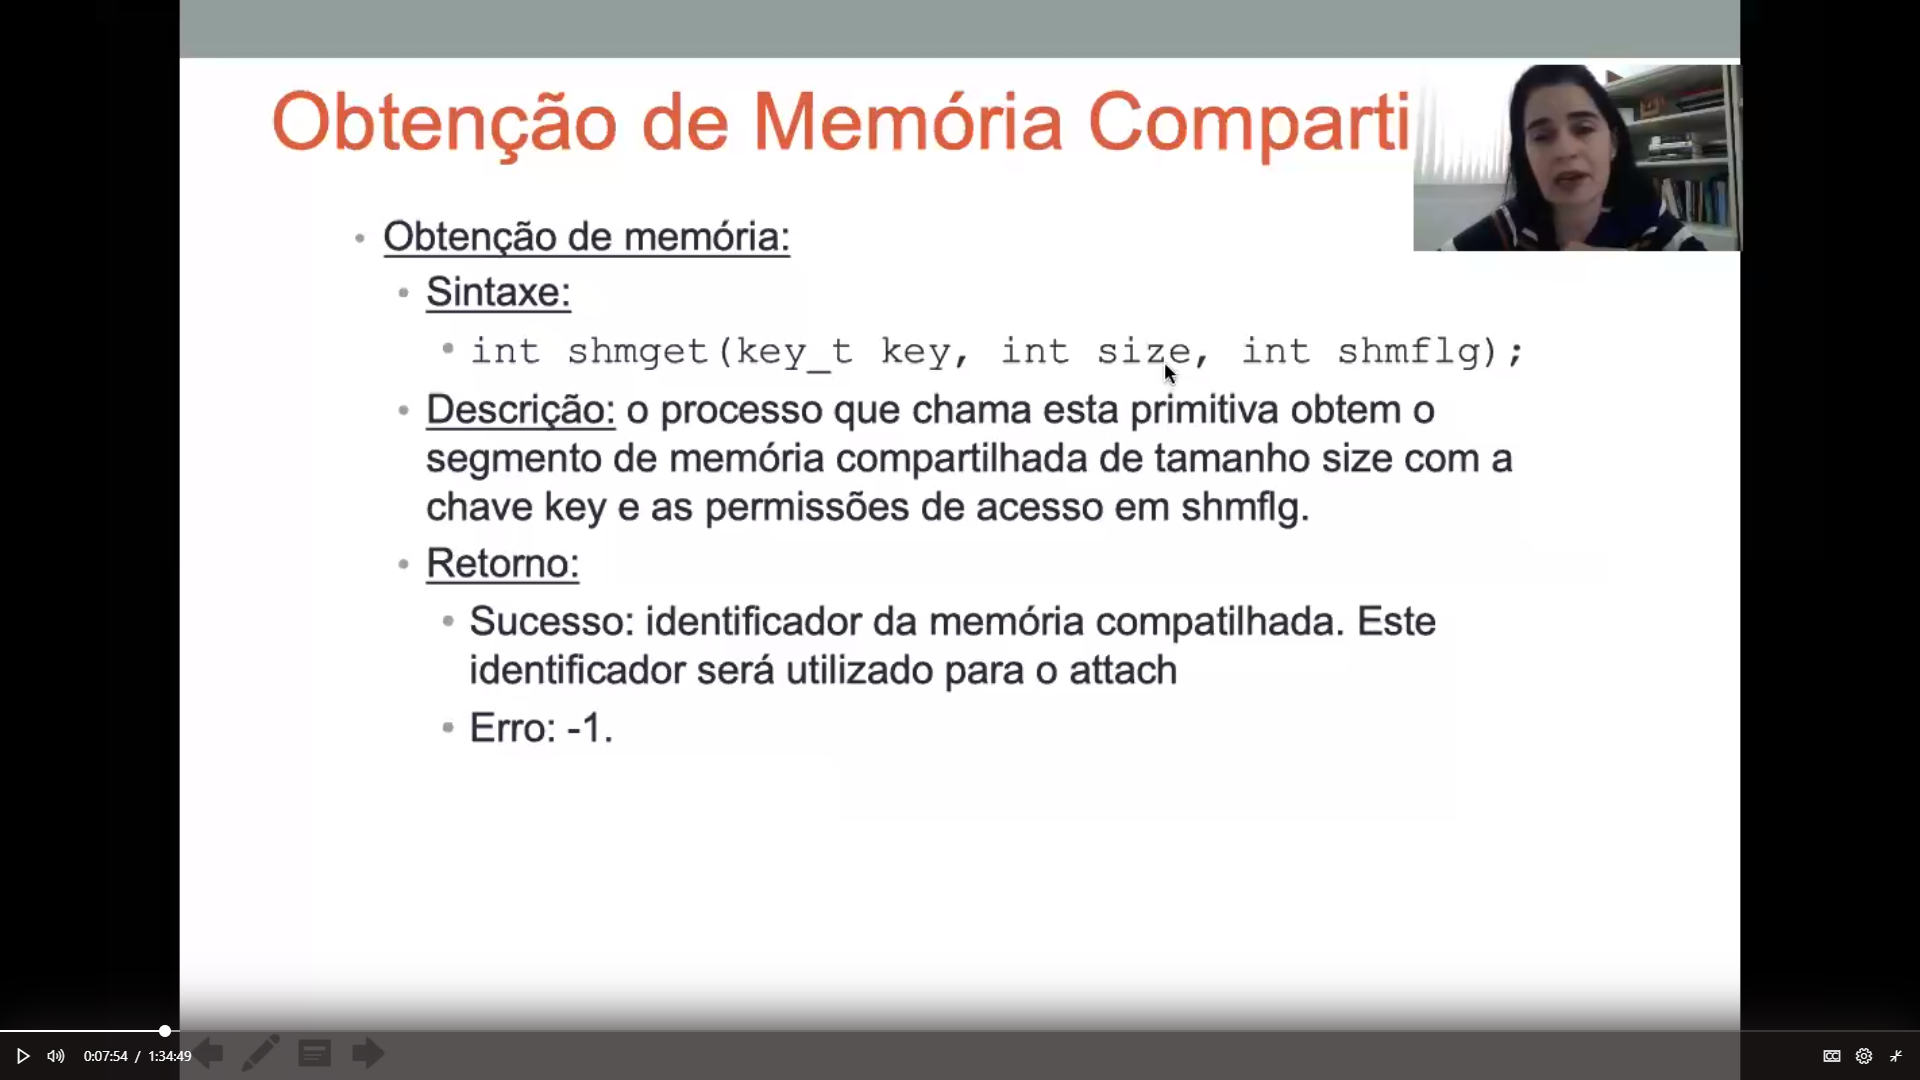 Obtenção de Memória Comparti
Obtenção de memória:
Sintaxe:
int shmget(key_t key, int size, int shmflg);
Descrição: o processo que chama esta primitiva obtem o
segmento de memória compartilhada de tamanho size com a
chave key e as permissões de acesso em shmflg.
Retorno:
Sucesso: identificador da memória compatilhada. Este
identificador será utilizado para o attach
Erro: -1.
0:07:54 / 1:34:49
CC